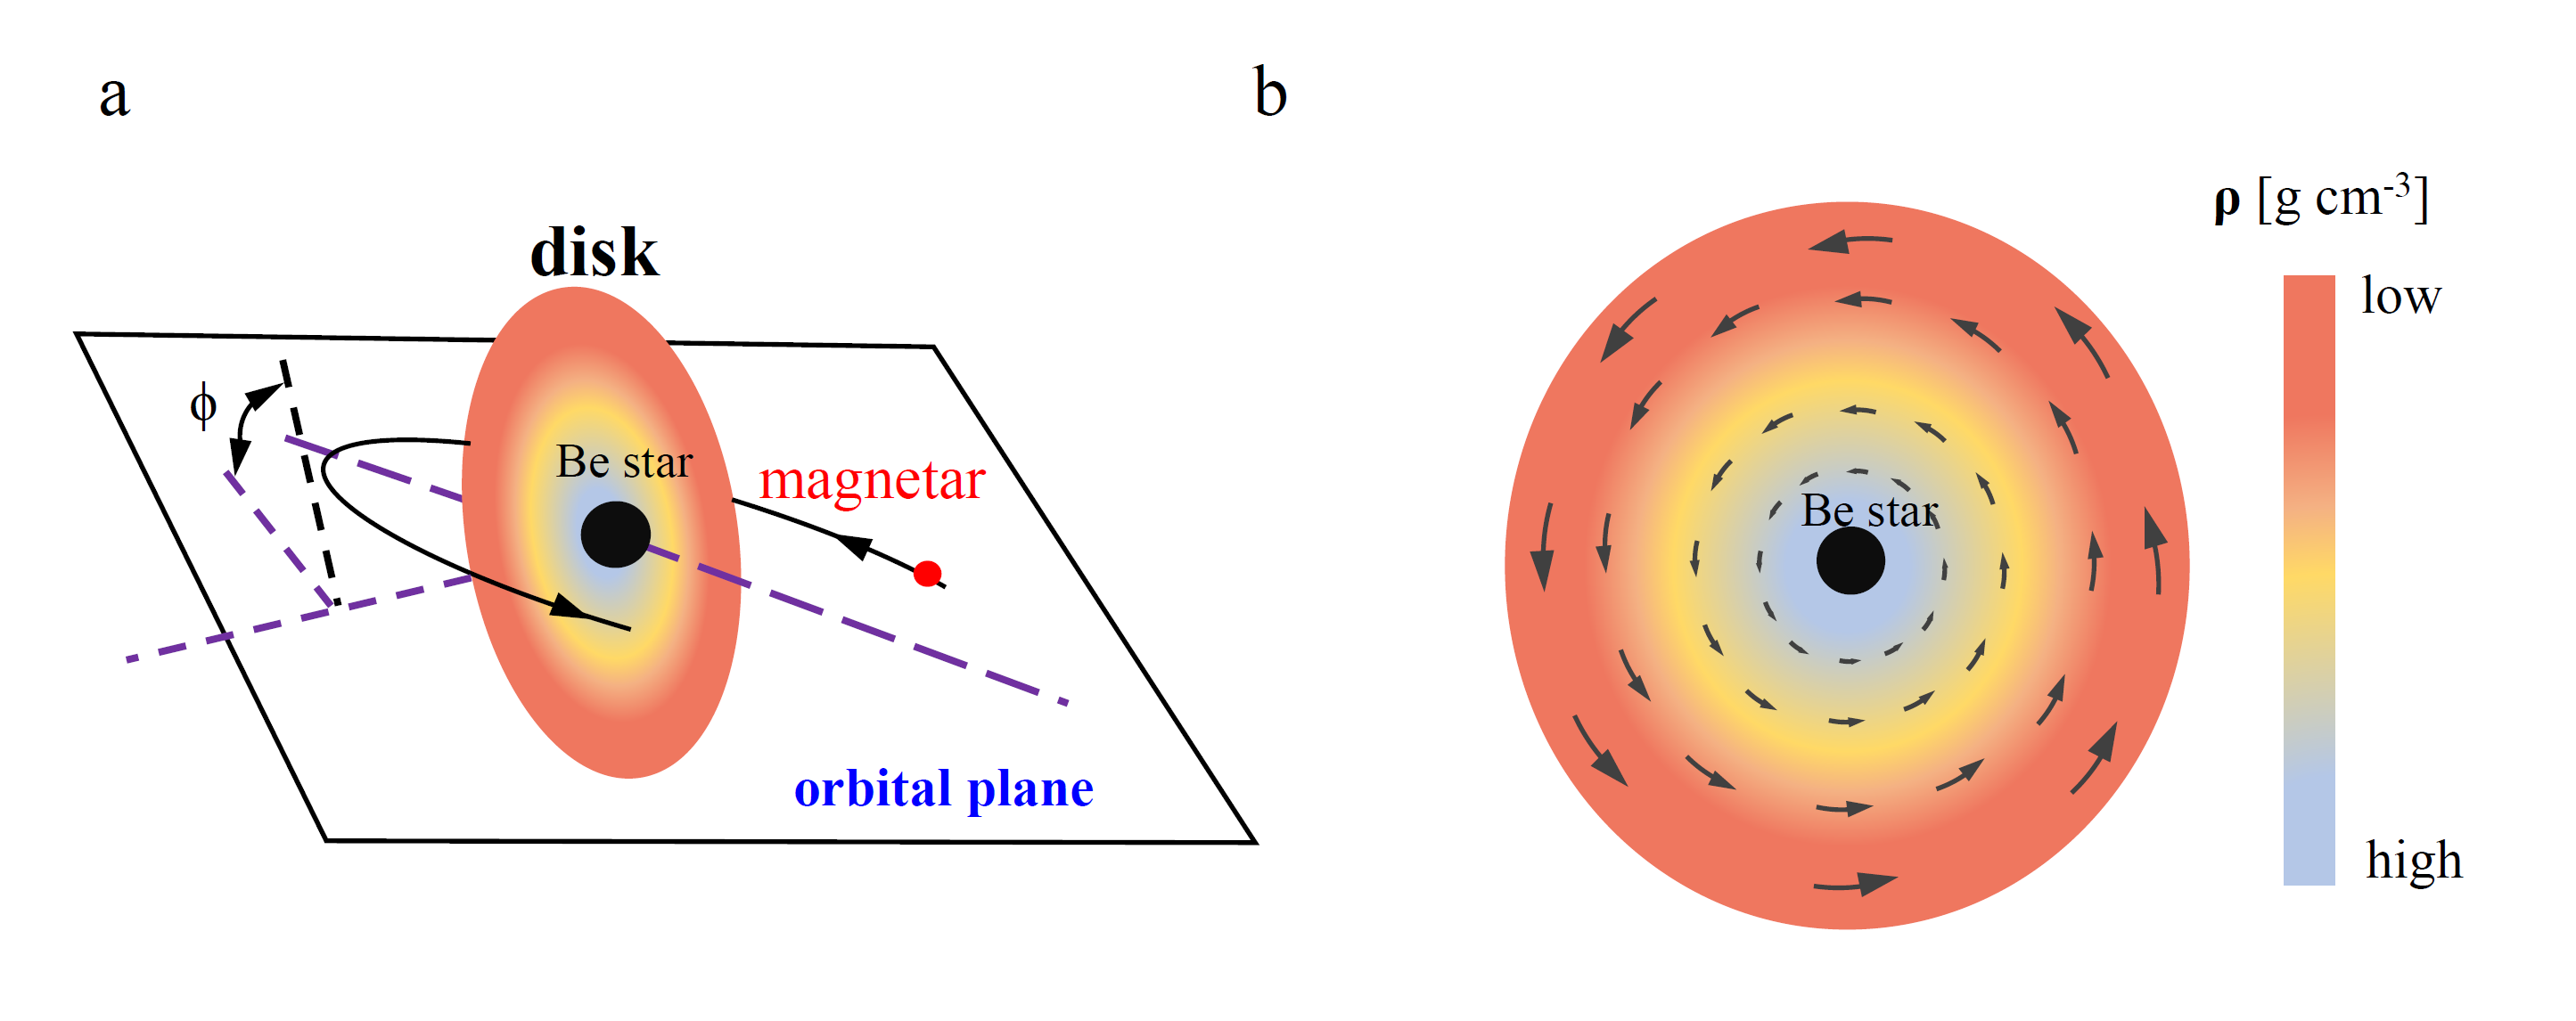 a
disk
ϕ
Be star
magnetar
orbital plane
b
Be star
ρ [g cm⁻³]
low
high